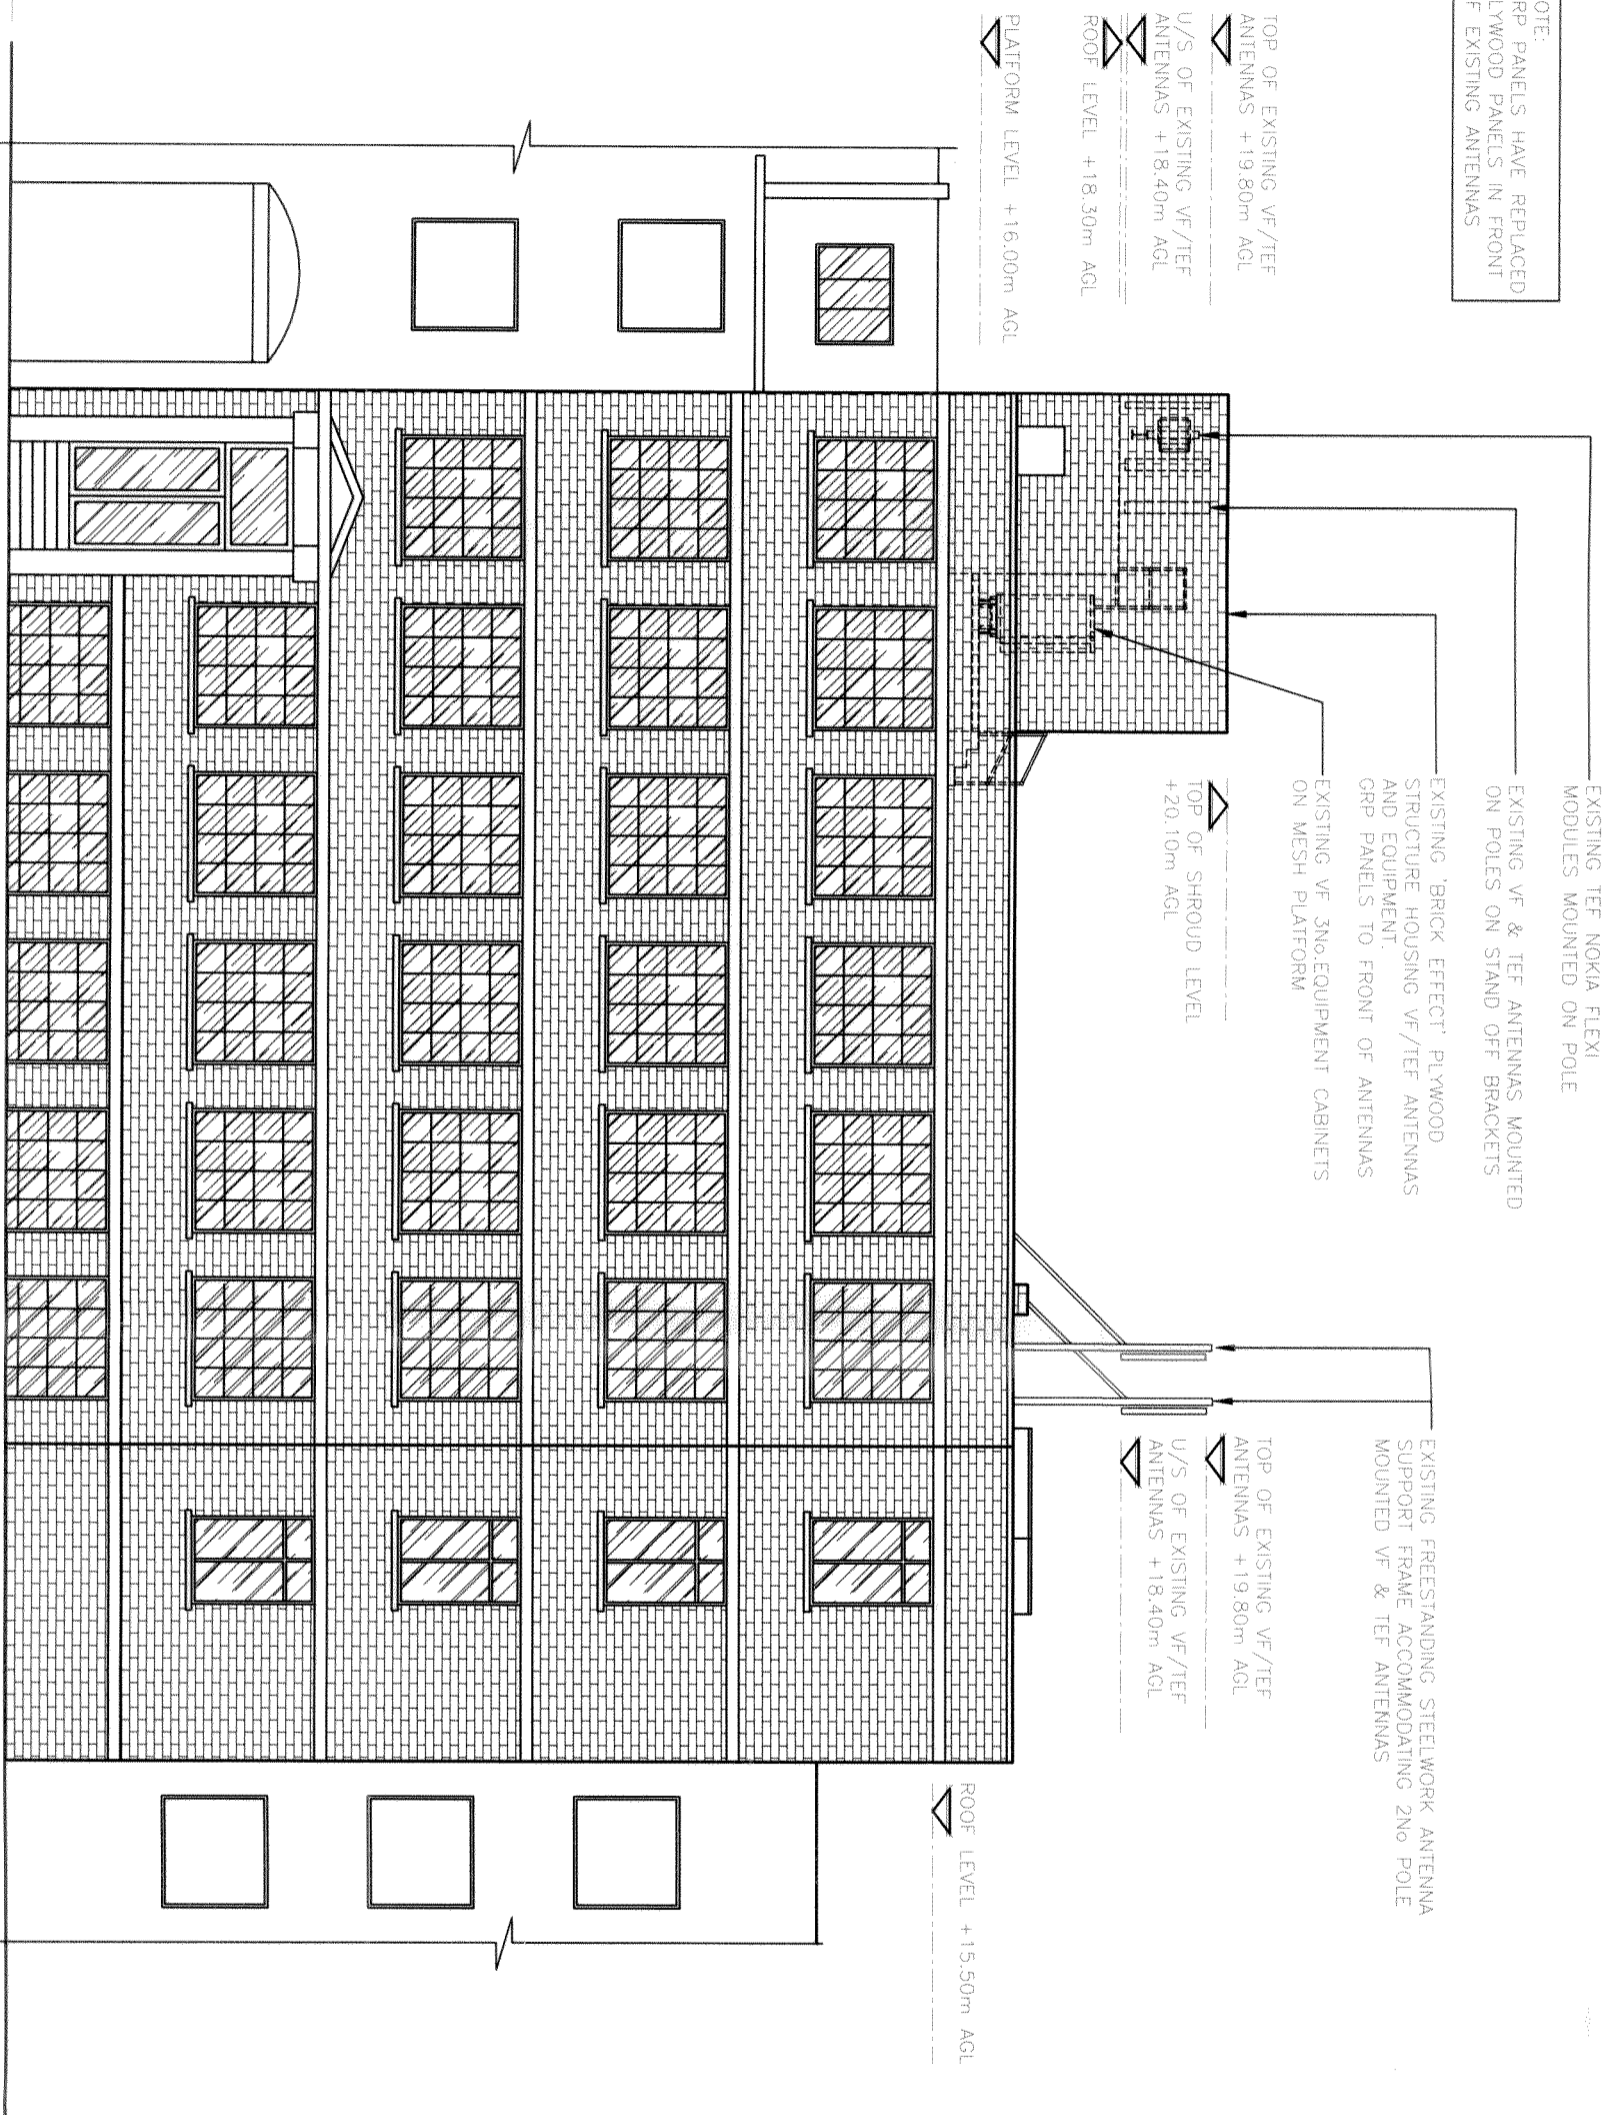 PANELS HAVE REPLACED
PANELS IN FRONT
EXISTING ANTENNAS
TOP OF EXISTING VF/TEF
ANTENNAS +19.80m AGL
U/S OF EXISTING VF/TEF
ANTENNAS +18.40m AGL
ROOF LEVEL +18.30m AGL
PLATFORM LEVEL +16.00m AGL
EXISTING TEF NOKIA FLEXI
MODULES MOUNTED ON POLE
EXISTING VF & TEF ANTENNAS MOUNTED
ON POLES ON STAND OFF BRACKETS
EXISTING 'BRICK EFFECT' PLYWOOD
STRUCTURE HOUSING VF/TEF ANTENNAS
AND EQUIPMENT.
GRP PANELS TO FRONT OF ANTENNAS
EXISTING VF 3No.EQUIPMENT CABINETS
ON MESH PLATFORM
TOP OF SHROUD LEVEL
+20.10m AGL
EXISTING FREESTANDING STEELWORK ANTENNA
SUPPORT FRAME ACCOMMODATING 2No POLE
MOUNTED VF & TEF ANTENNAS
TOP OF EXISTING VF/TEF
ANTENNAS +19.80m AGL
U/S OF EXISTING VF/TEF
ANTENNAS +18.40m AGL
ROOF LEVEL +15.50m AGL